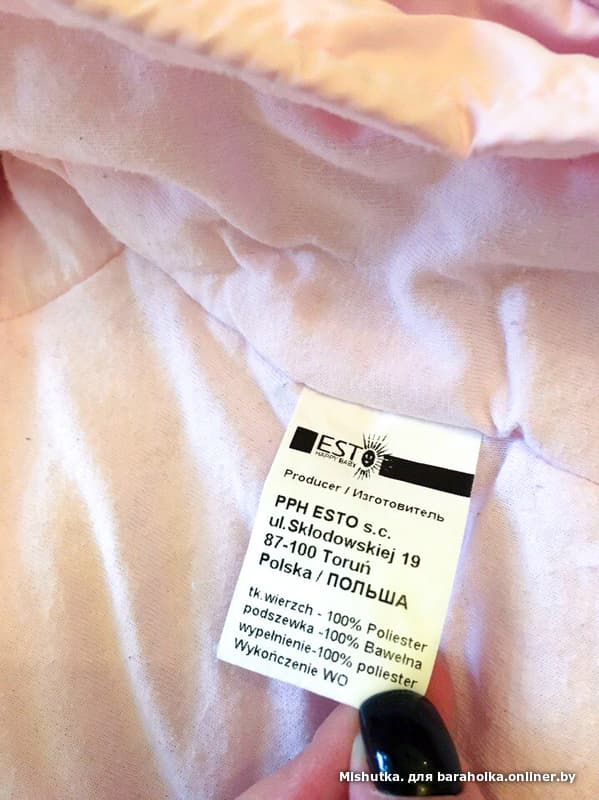 ESTO
HAPPY BABY
Producer / Изготовитель
PPH ESTO s.c.
ul.Skłodowskiej 19
87-100 Toruń
Polska / ПОЛЬША
tk.wierzch - 100% Poliester
podszewka -100% Bawełna
wypełnienie-100% poliester
Wykończenie WO
Mishutka. для baraholka.onliner.by